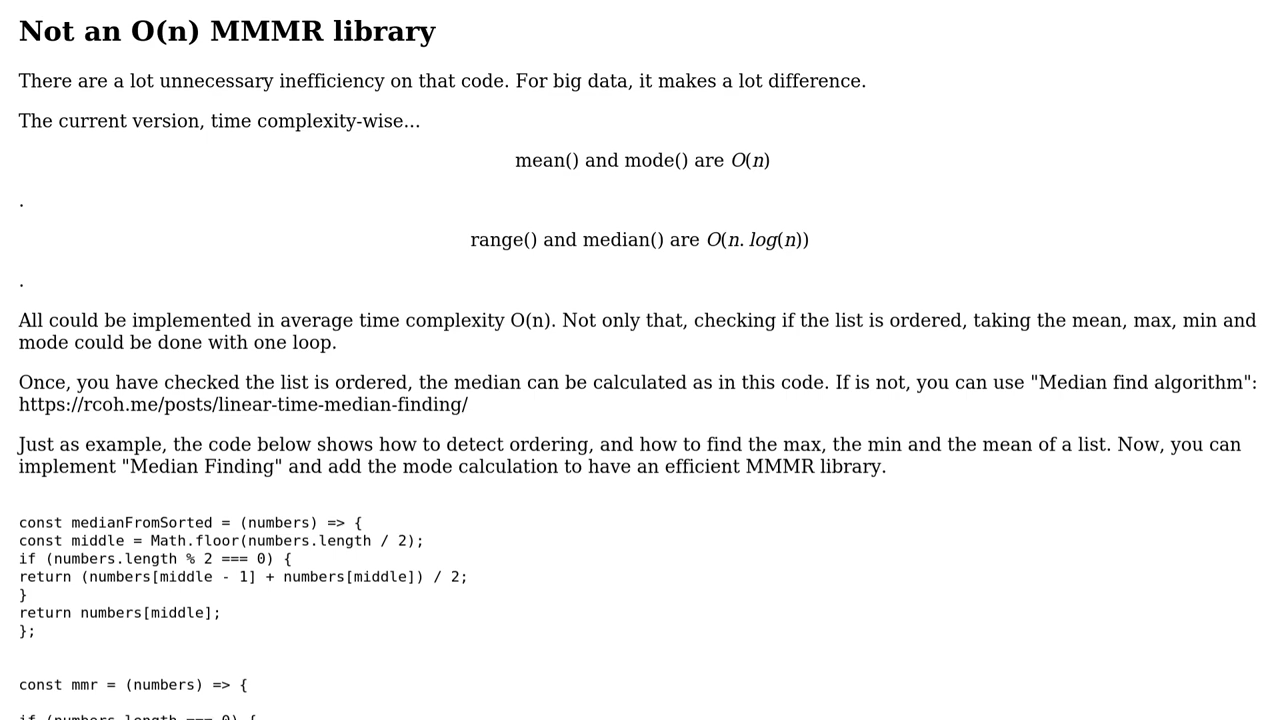 Not an O(n) MMMR library
There are a lot unnecessary inefficiency on that code. For big data, it makes a lot difference.
The current version, time complexity-wise...
mean() and mode() are O(n)
.
range() and median() are O(n. log(n))
.
All could be implemented in average time complexity O(n). Not only that, checking if the list is ordered, taking the mean, max, min and
mode could be done with one loop.
Once, you have checked the list is ordered, the median can be calculated as in this code. If is not, you can use "Median find algorithm":
https://rcoh.me/posts/linear-time-median-finding/
Just as example, the code below shows how to detect ordering, and how to find the max, the min and the mean of a list. Now, you can
implement "Median Finding" and add the mode calculation to have an efficient MMMR library.
const medianFromSorted = (numbers) => {
const middle = Math.floor(numbers.length / 2);
if (numbers.length % 2 === 0) {
return (numbers[middle - 1] + numbers[middle]) / 2;
}
return numbers[middle];
};
const mmr = (numbers) => {
if (numbers.length === 0) {